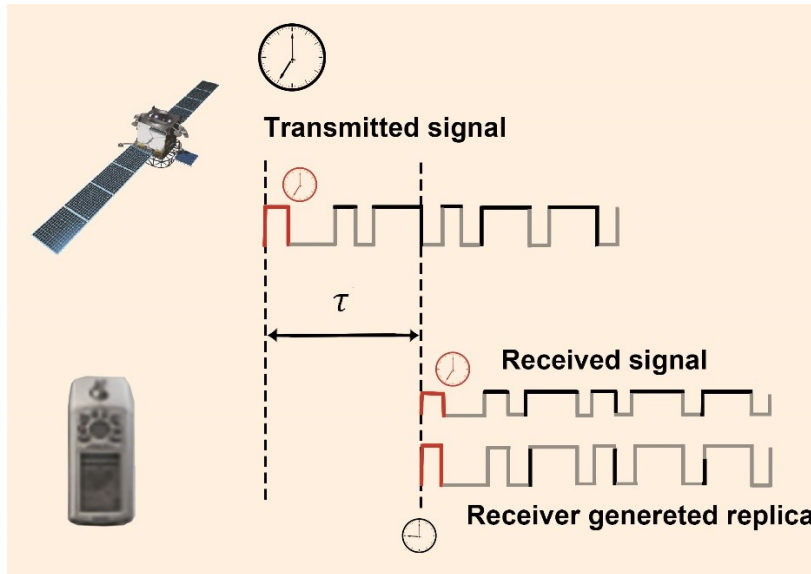 Transmitted signal
τ
Received signal
Receiver genereted replica